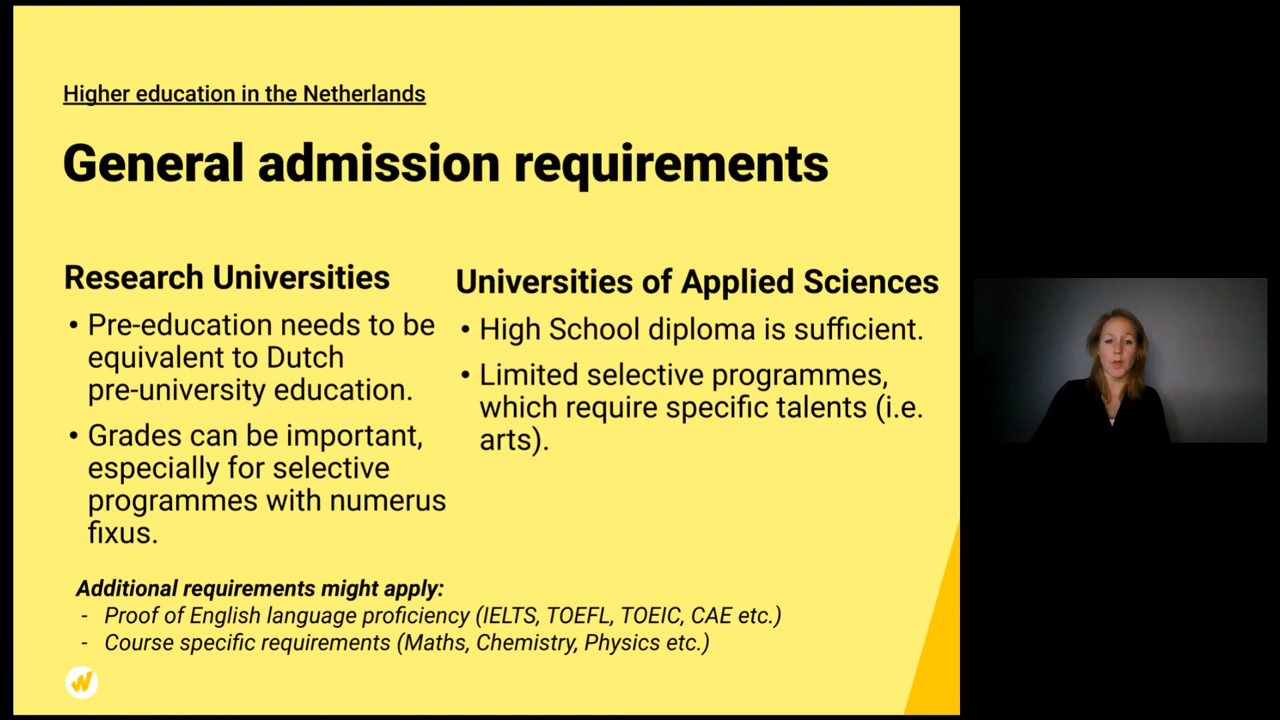 Higher education in the Netherlands
General admission requirements
Research Universities
• Pre-education needs to be
equivalent to Dutch
pre-university education.
• Grades can be important,
especially for selective
programmes with numerus
fixus.
Universities of Applied Sciences
• High School diploma is sufficient.
• Limited selective programmes,
which require specific talents (i.e.
arts).
Additional requirements might apply:
- Proof of English language proficiency (IELTS, TOEFL, TOEIC, CAE etc.)
- Course specific requirements (Maths, Chemistry, Physics etc.)